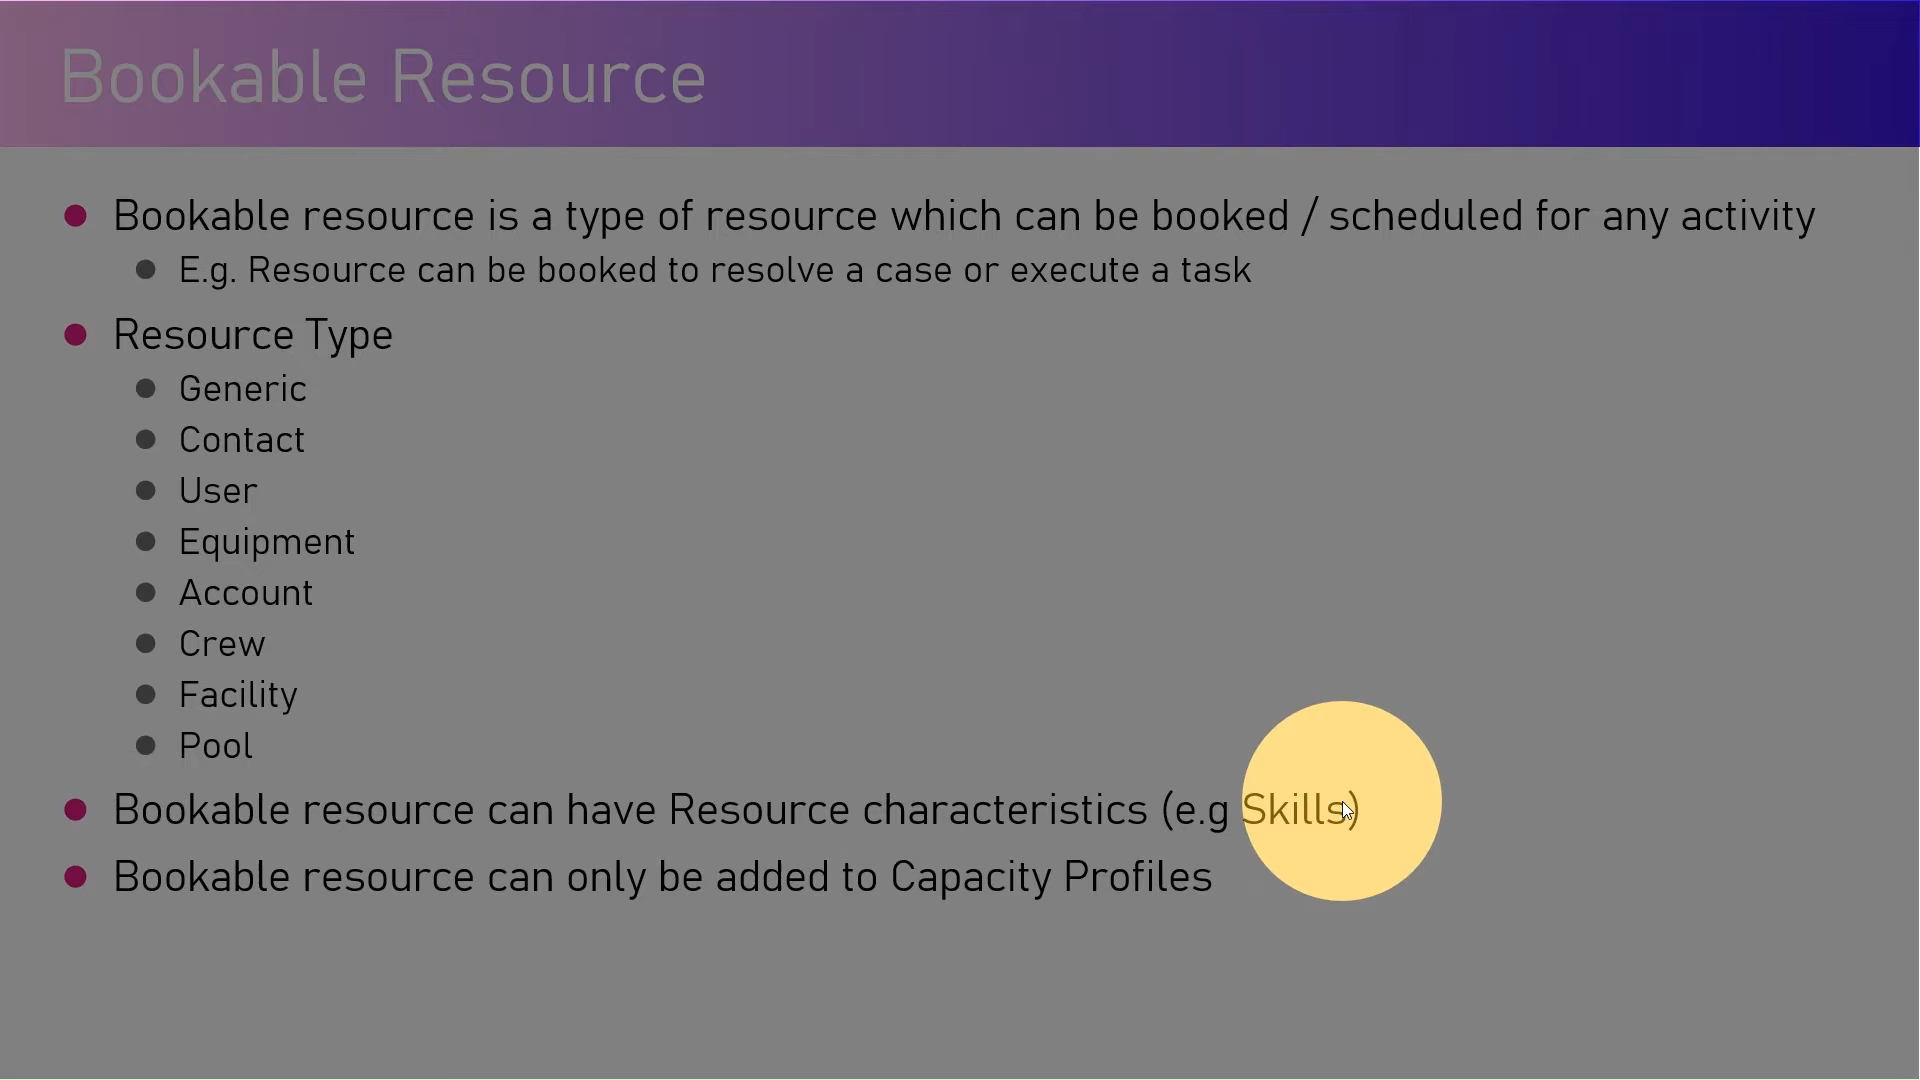 Bookable Resource
Bookable resource is a type of resource which can be booked / scheduled for any activity
E.g. Resource can be booked to resolve a case or execute a task
Resource Type
Generic
Contact
User
Equipment
Account
Crew
Facility
Pool
Bookable resource can have Resource characteristics (e.g Skills)
Bookable resource can only be added to Capacity Profiles